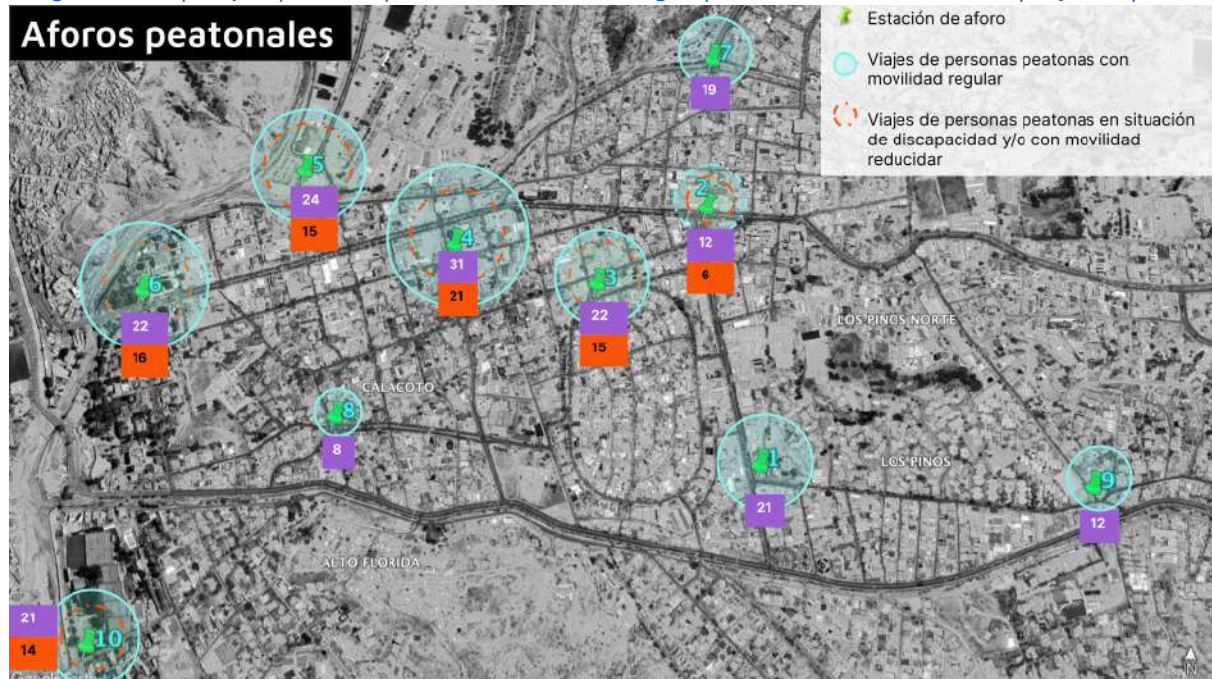 Aforos peatonales
Estación de aforo
Viajes de personas peatonas con
movilidad regular
Viajes de personas peatonas en situación
de discapacidad y/o con movilidad
reducidar
7
19
5
24
15
2
12
6
4
31
21
3
22
15
6
22
16
LOS PINOS NORTE
CALACOTO
8
8
1
21
LOS PINOS
9
12
ALTO FLORIDA
21
14
10
N